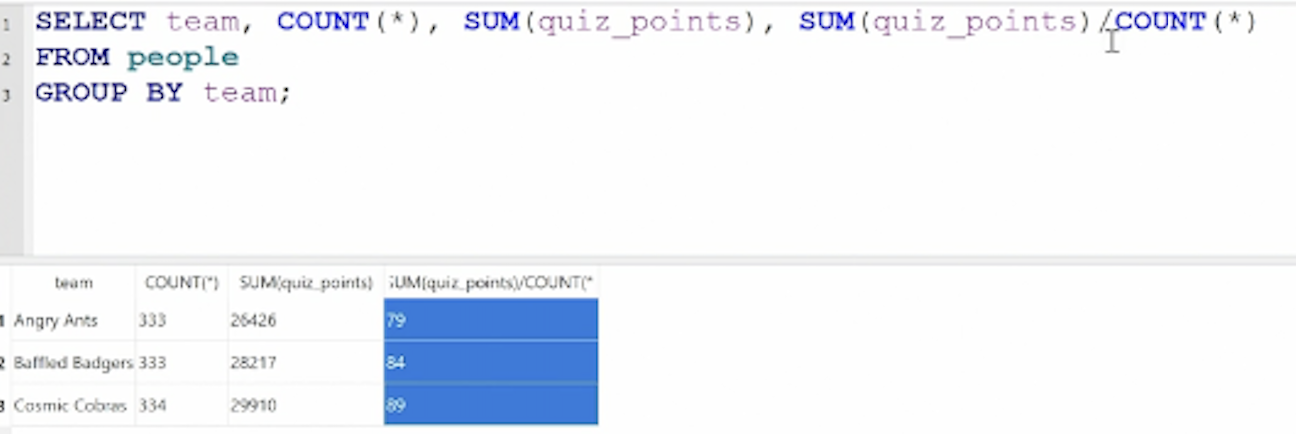 1 SELECT team, COUNT(*), SUM(quiz_points), SUM(quiz_points)/COUNT(*)
2 FROM people
3 GROUP BY team;
team COUNT(*) SUM(quiz_points) SUM(quiz_points)/COUNT(*
1 Angry Ants 333 26426 79
2 Baffled Badgers 333 28217 84
3 Cosmic Cobras 334 29910 89